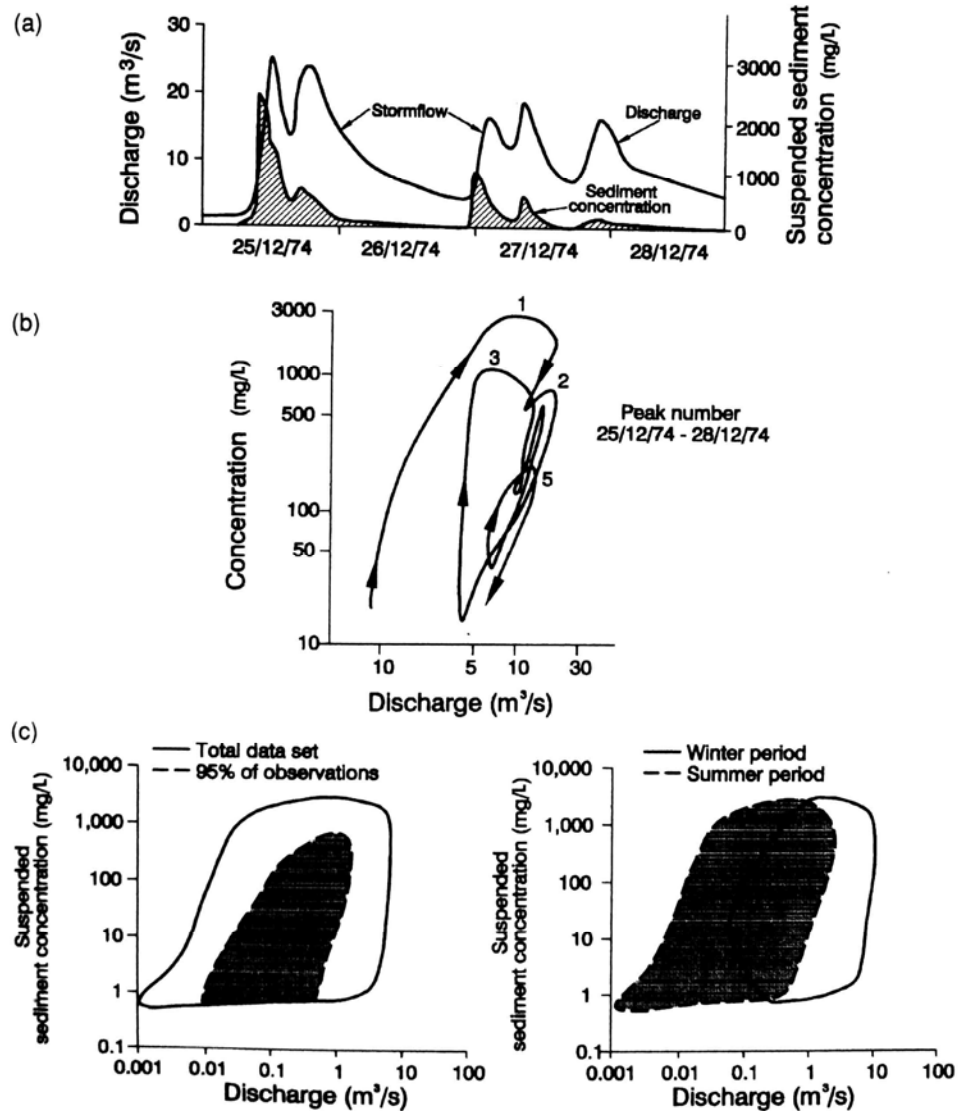 (a)
Discharge (m³/s)
30
20
10
0
Stormflow
Discharge
Sediment
concentration
Suspended sediment
concentration (mg/L)
3000
2000
1000
0
25/12/74
26/12/74
27/12/74
28/12/74
(b)
Concentration (mg/L)
3000
1000
500
100
50
10
1
3
2
5
Peak number
25/12/74 - 28/12/74
10
5
10
30
Discharge (m³/s)
(c)
Total data set
95% of observations
Suspended
sediment concentration (mg/L)
10,000
1,000
100
10
1
0.1
0.001
0.01
0.1
1
10
100
Discharge (m³/s)
Winter period
Summer period
Suspended
sediment concentration (mg/L)
10,000
1,000
100
10
1
0.1
0.001
0.01
0.1
1
10
100
Discharge (m³/s)